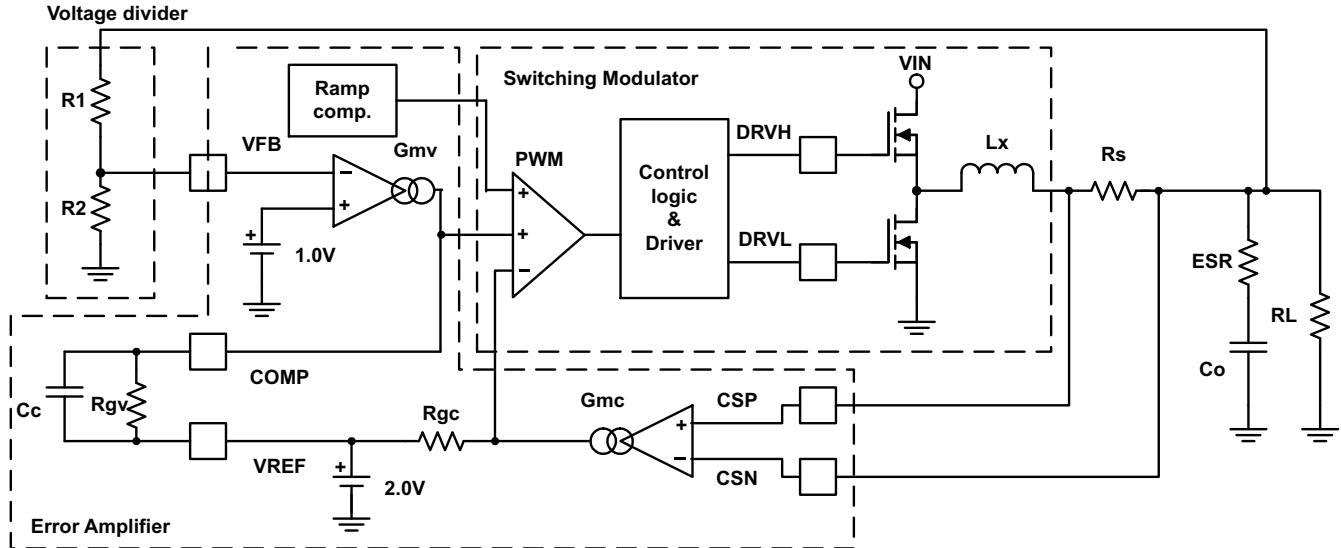 Voltage divider
Switching Modulator
VIN
Ramp
comp.
R1
VFB
Gmv
PWM
DRVH
Lx
Rs
Control
logic
&
Driver
R2
1.0V
DRVL
ESR
RL
COMP
Co
Cc
Rgv
Rgc
Gmc
CSP
VREF
2.0V
CSN
Error Amplifier